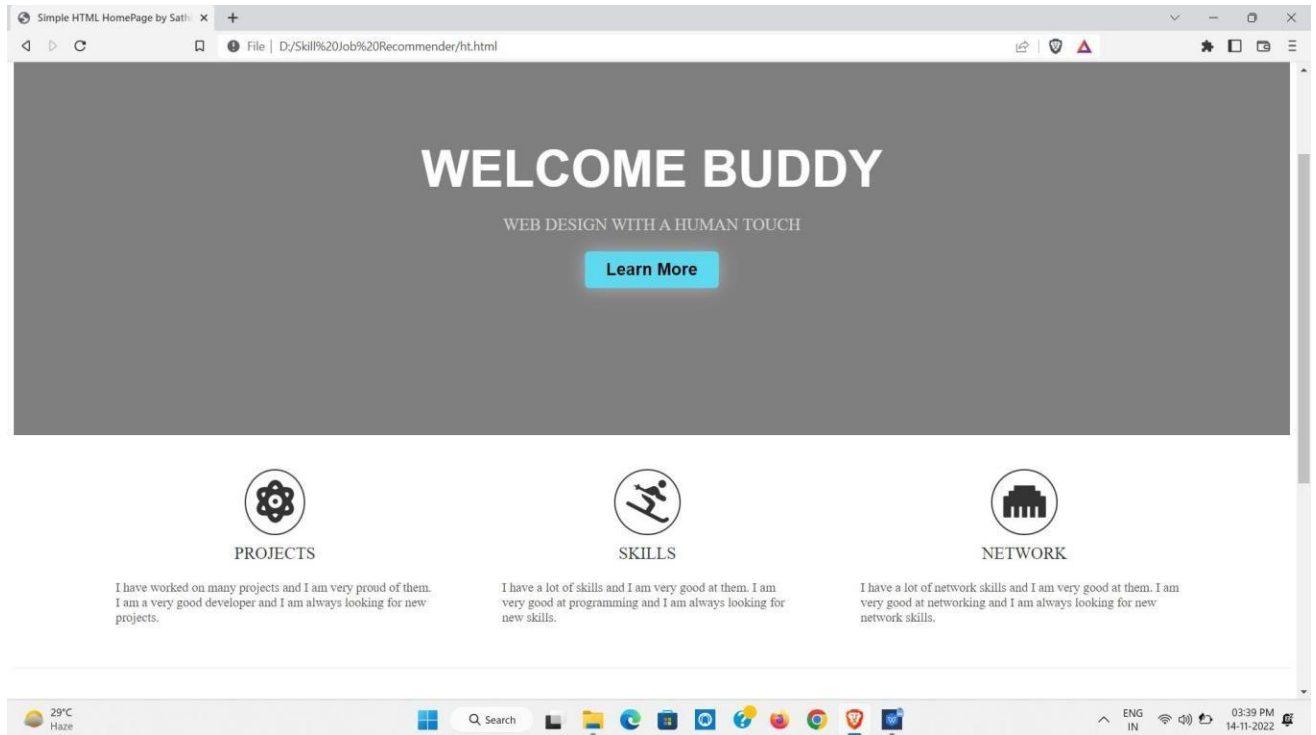 Simple HTML HomePage by Sath
File | D:/Skill%20Job%20Recommender/ht.html
WELCOME BUDDY
WEB DESIGN WITH A HUMAN TOUCH
Learn More
PROJECTS
I have worked on many projects and I am very proud of them.
I am a very good developer and I am always looking for new
projects.
SKILLS
I have a lot of skills and I am very good at them. I am
very good at programming and I am always looking for
new skills.
NETWORK
I have a lot of network skills and I am very good at them. I am
very good at networking and I am always looking for new
network skills.
29°C
Haze
Search
ENG
IN
03:39 PM
14-11-2022